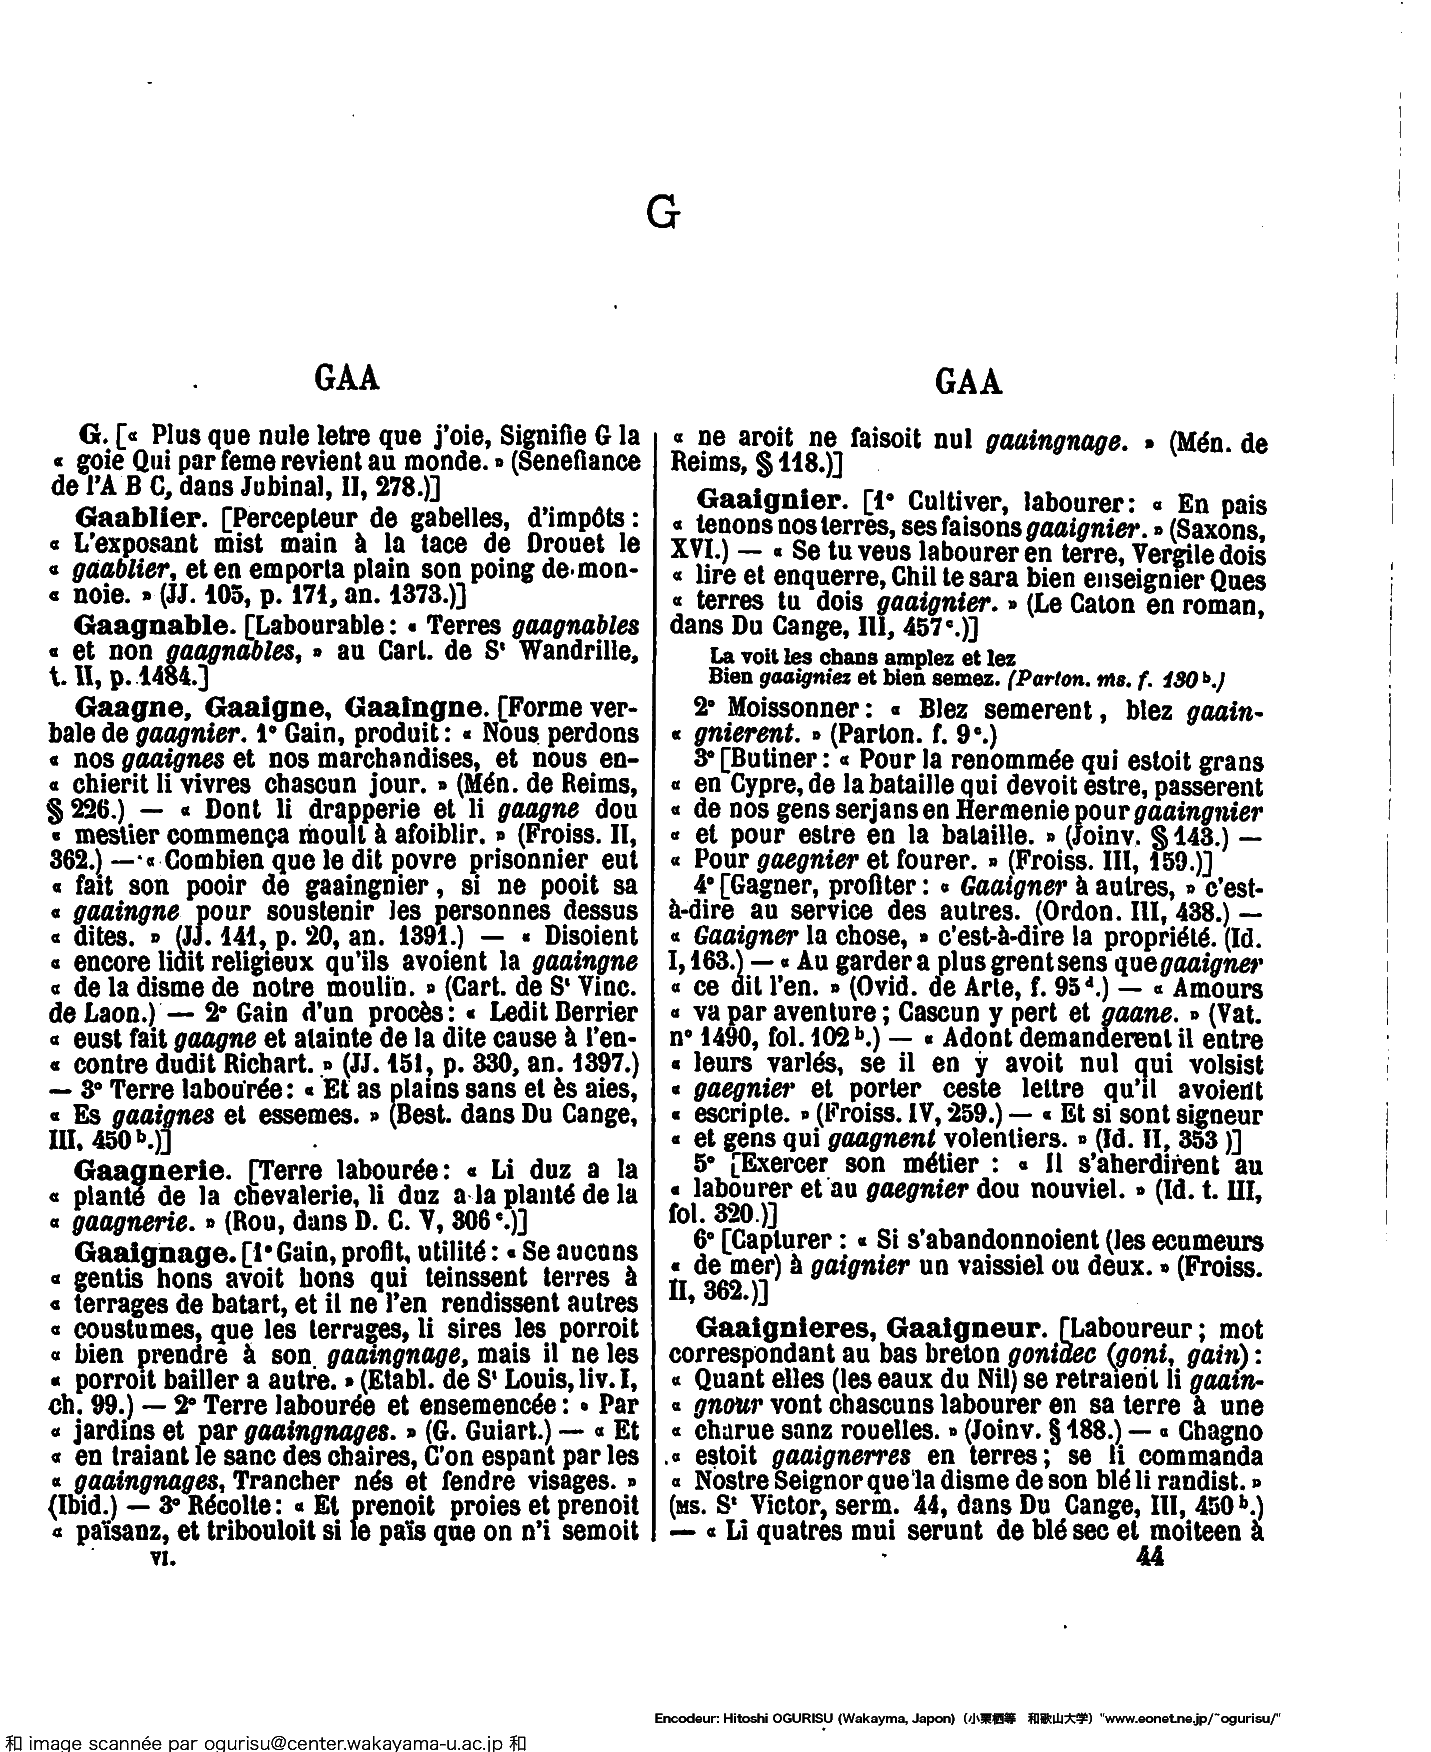 G
GAA
G. [« Plus que nule letre que j'oie, Signifie G la
« goie Qui par feme revient au monde. » (Senefiance
de l'A B C, dans Jubinal, II, 278.)]
Gaablier. [Percepteur de gabelles, d'impôts :
« L'exposant mist main à la tace de Drouet le
« gaablier, et en emporta plain son poing de mon-
« noie. » (JJ. 105, p. 171, an. 1373.)]
Gaagnable. [Labourable : « Terres gaagnables
« et non gaagnables, » au Cart. de St Wandrille,
t. II, p. 1484.]
Gaagne, Gaaigne, Gaaingne. [Forme ver-
bale de gaagnier. 1° Gain, produit : « Nous perdons
« nos gaaignes et nos marchandises, et nous en-
« chierit li vivres chascun jour. » (Mén. de Reims,
§ 226.) — « Dont li drapperie et li gaagne dou
« mestier commença moult à afoiblir. » (Froiss. II,
362.) — « Combien que le dit povre prisonnier eut
« fait son pooir de gaaingnier, si ne pooit sa
« gaaingne pour soustenir les personnes dessus
« dites. » (JJ. 141, p. 20, an. 1391.) — « Disoient
« encore lidit religieux qu'ils avoient la gaaingne
« de la disme de notre moulin. » (Cart. de St Vinc.
de Laon.) — 2° Gain d'un procès : « Ledit Berrier
« eust fait gaagne et atainte de la dite cause à l'en-
« contre dudit Richart. » (JJ. 151, p. 330, an. 1397.)
— 3° Terre labourée : « Et as plains sans et ès aies,
« Es gaaignes et essemes. » (Best. dans Du Cange,
III, 450 b.)]
Gaagnerie. [Terre labourée : « Li duz a la
« planté de la chevalerie, li duz a la planté de la
« gaagnerie. » (Rou, dans D. C. V, 306 c.)]
Gaaignage. [1° Gain, profit, utilité : « Se aucuns
« gentis hons avoit hons qui teinssent terres à
« terrages de batart, et il ne l'en rendissent autres
« coustumes, que les terrages, li sires les porroit
« bien prendre à son gaaingnage, mais il ne les
« porroit bailler a autre. » (Etabl. de St Louis, liv. I,
ch. 99.) — 2° Terre labourée et ensemencée : « Par
« jardins et par gaaingnages. » (G. Guiart.) — « Et
« en traiant le sanc des chaires, C'on espant par les
« gaaingnages, Trancher nés et fendre visages. »
(Ibid.) — 3° Récolte : « Et prenoit proies et prenoit
« païsanz, et tribouloit si le païs que on n'i semoit
VI.
GAA
« ne aroit ne faisoit nul gaaingnage. » (Mén. de
Reims, § 118.)]
Gaaignier. [1° Cultiver, labourer : « En pais
« tenons nos terres, ses faisons gaaignier. » (Saxons,
XVI.) — « Se tu veus labourer en terre, Vergile dois
« lire et enquerre, Chil te sara bien enseignier Ques
« terres tu dois gaaignier. » (Le Caton en roman,
dans Du Cange, III, 457 c.)]
La voit les chans amplez et lez
Bien gaaigniez et bien semez. (Parton. ms. f. 130 b.)
2° Moissonner : « Blez semerent, blez gaain-
« gnierent. » (Parton. f. 9 c.)
3° [Butiner : « Pour la renommée qui estoit grans
« en Cypre, de la bataille qui devoit estre, passerent
« de nos gens serjans en Hermenie pour gaaingnier
« et pour estre en la bataille. » (Joinv. § 143.) —
« Pour gaegnier et fourer. » (Froiss. III, 159.)]
4° [Gagner, profiter : « Gaaigner à autres, » c'est-
à-dire au service des autres. (Ordon. III, 438.) —
« Gaaigner la chose, » c'est-à-dire la propriété. (Id.
I, 163.) — « Au garder a plus grent sens que gaaigner
« ce dit l'en. » (Ovid. de Arte, f. 95 d.) — « Amours
« va par aventure ; Cascun y pert et gaane. » (Vat.
n° 1490, fol. 102 b.) — « Adont demanderent il entre
« leurs varlés, se il en y avoit nul qui volsist
« gaegnier et porter ceste lettre qu'il avoient
« escripte. » (Froiss. IV, 259.) — « Et si sont signeur
« et gens qui gaagnent volentiers. » (Id. II, 353 )]
5° [Exercer son métier : « Il s'aherdirent au
« labourer et au gaegnier dou nouviel. » (Id. t. III,
fol. 320.)]
6° [Capturer : « Si s'abandonnoient (les ecumeurs
« de mer) à gaignier un vaissiel ou deux. » (Froiss.
II, 362.)]
Gaaignieres, Gaaigneur. [Laboureur ; mot
correspondant au bas breton gonidec (goni, gain) :
« Quant elles (les eaux du Nil) se retraient li gaain-
« gnour vont chascuns labourer en sa terre à une
« charue sanz rouelles. » (Joinv. § 188.) — « Chagno
« estoit gaaignerres en terres ; se li commanda
« Nostre Seignor que la disme de son blé li randist. »
(MS. St Victor, serm. 44, dans Du Cange, III, 450 b.)
— « Li quatres mui serunt de blé sec et moiteen à
44
Encodeur: Hitoshi OGURISU (Wakayma, Japon) (小栗栖等 和歌山大学) "www.eonet.ne.jp/~ogurisu/"
和 image scannée par ogurisu@center.wakayama-u.ac.jp 和